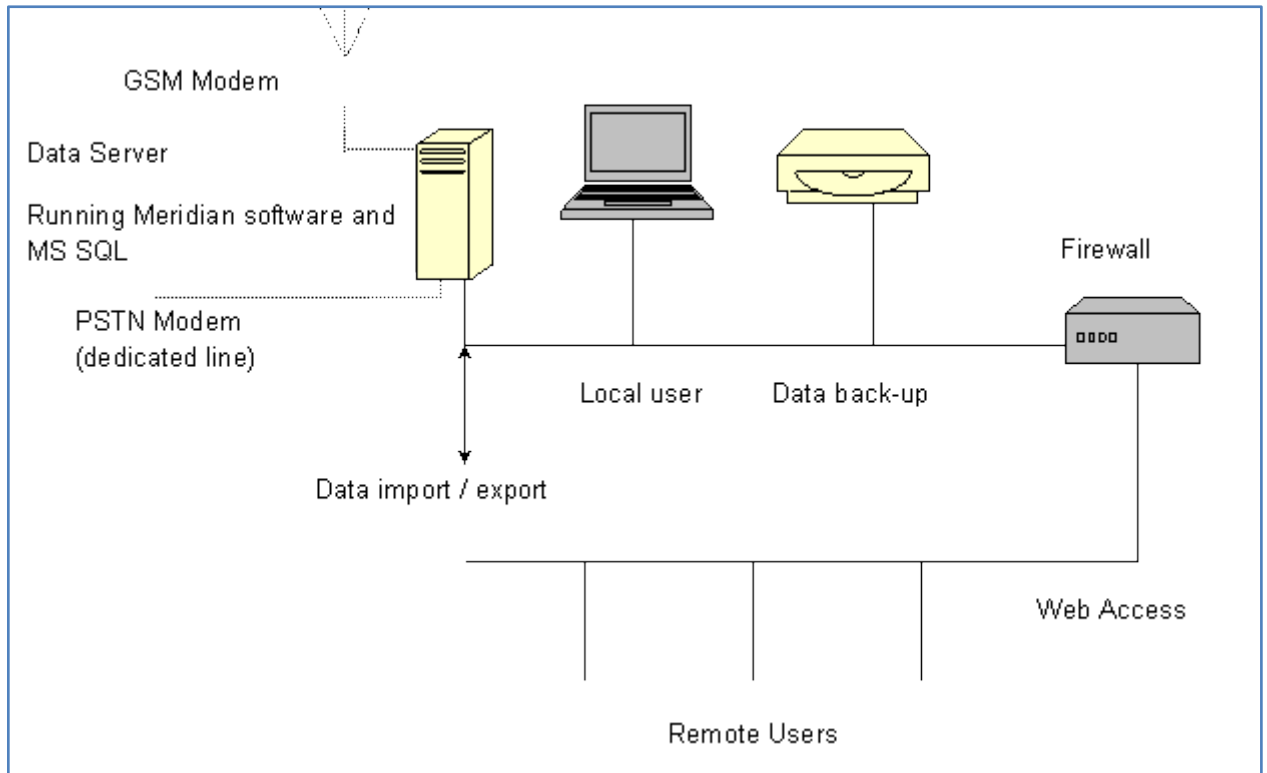 GSM Modem
Data Server
Running Meridian software and
MS SQL
Firewall
PSTN Modem
(dedicated line)
Local user
Data back-up
Data import / export
Web Access
Remote Users